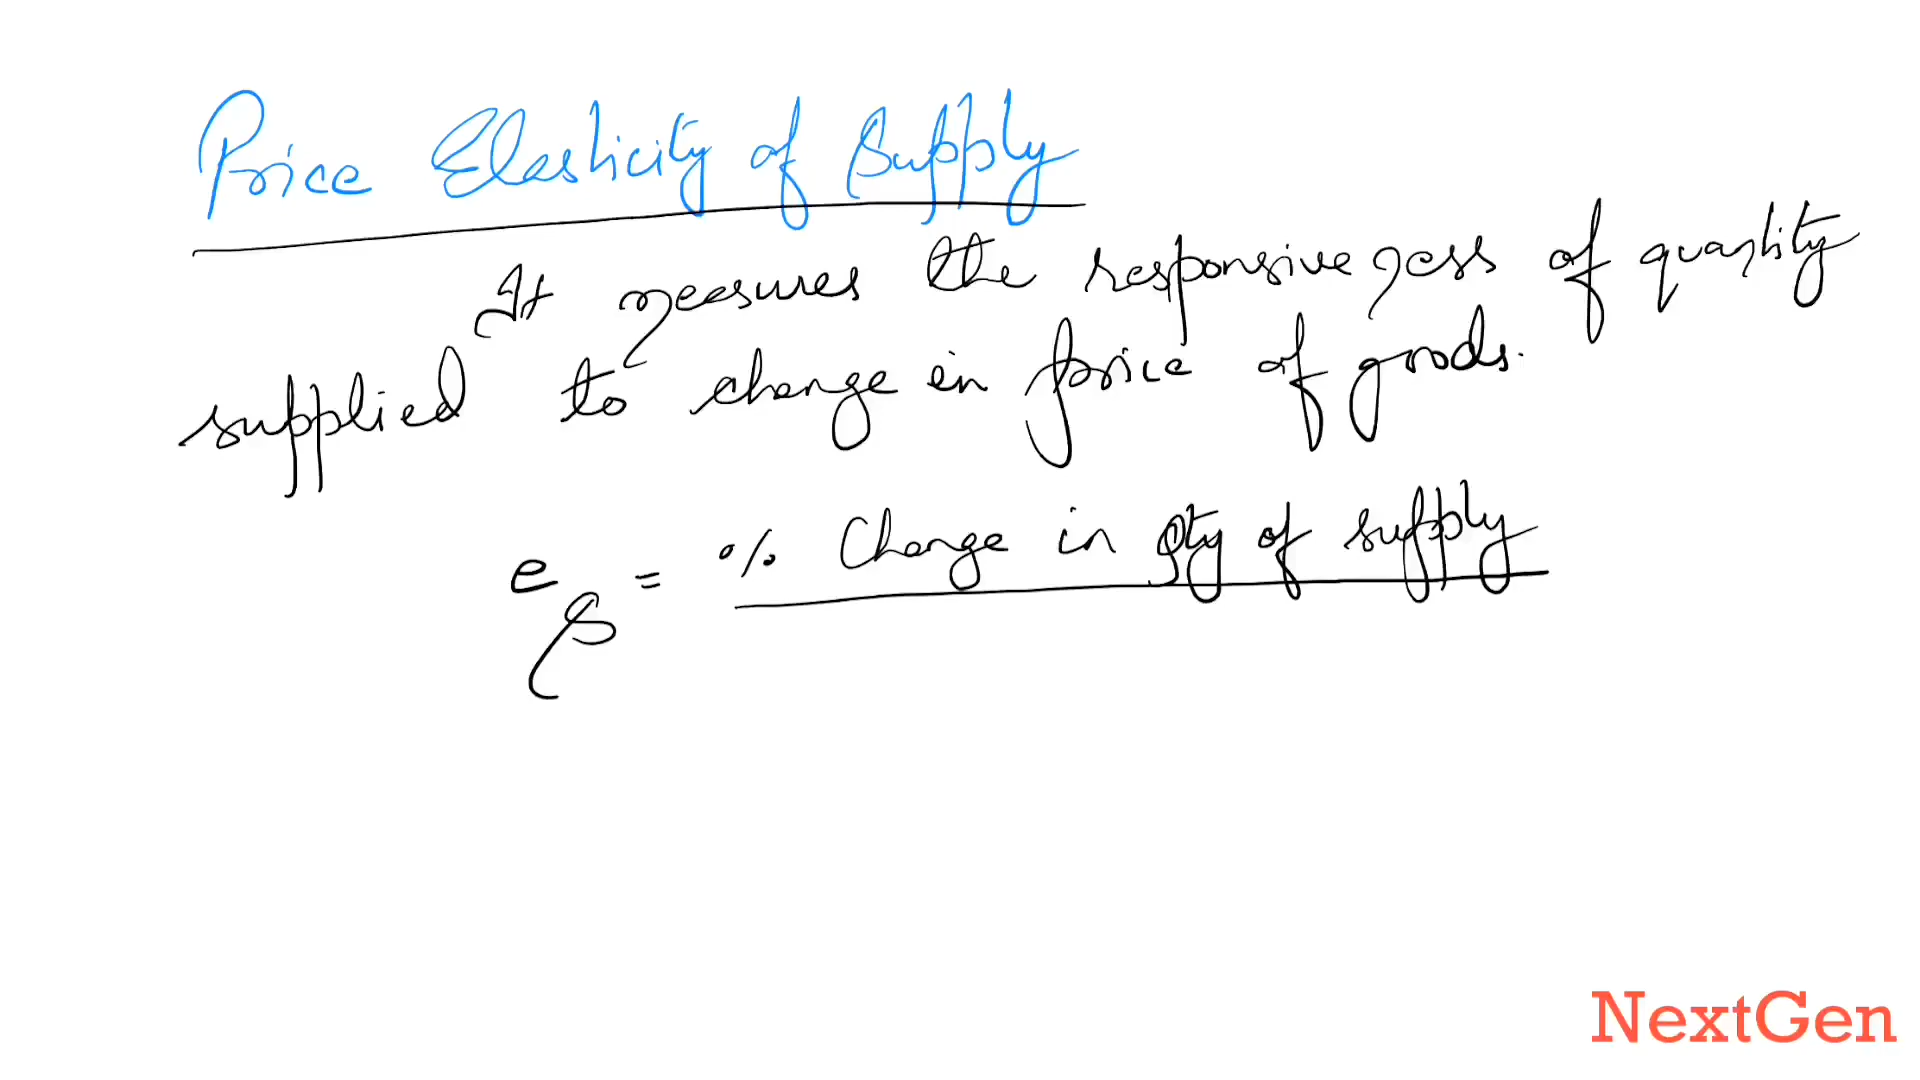 Price Elasticity of Supply
It measures the responsiveness of quantity
supplied to change in price of goods.
e s = % Change in Qty of supply
NextGen